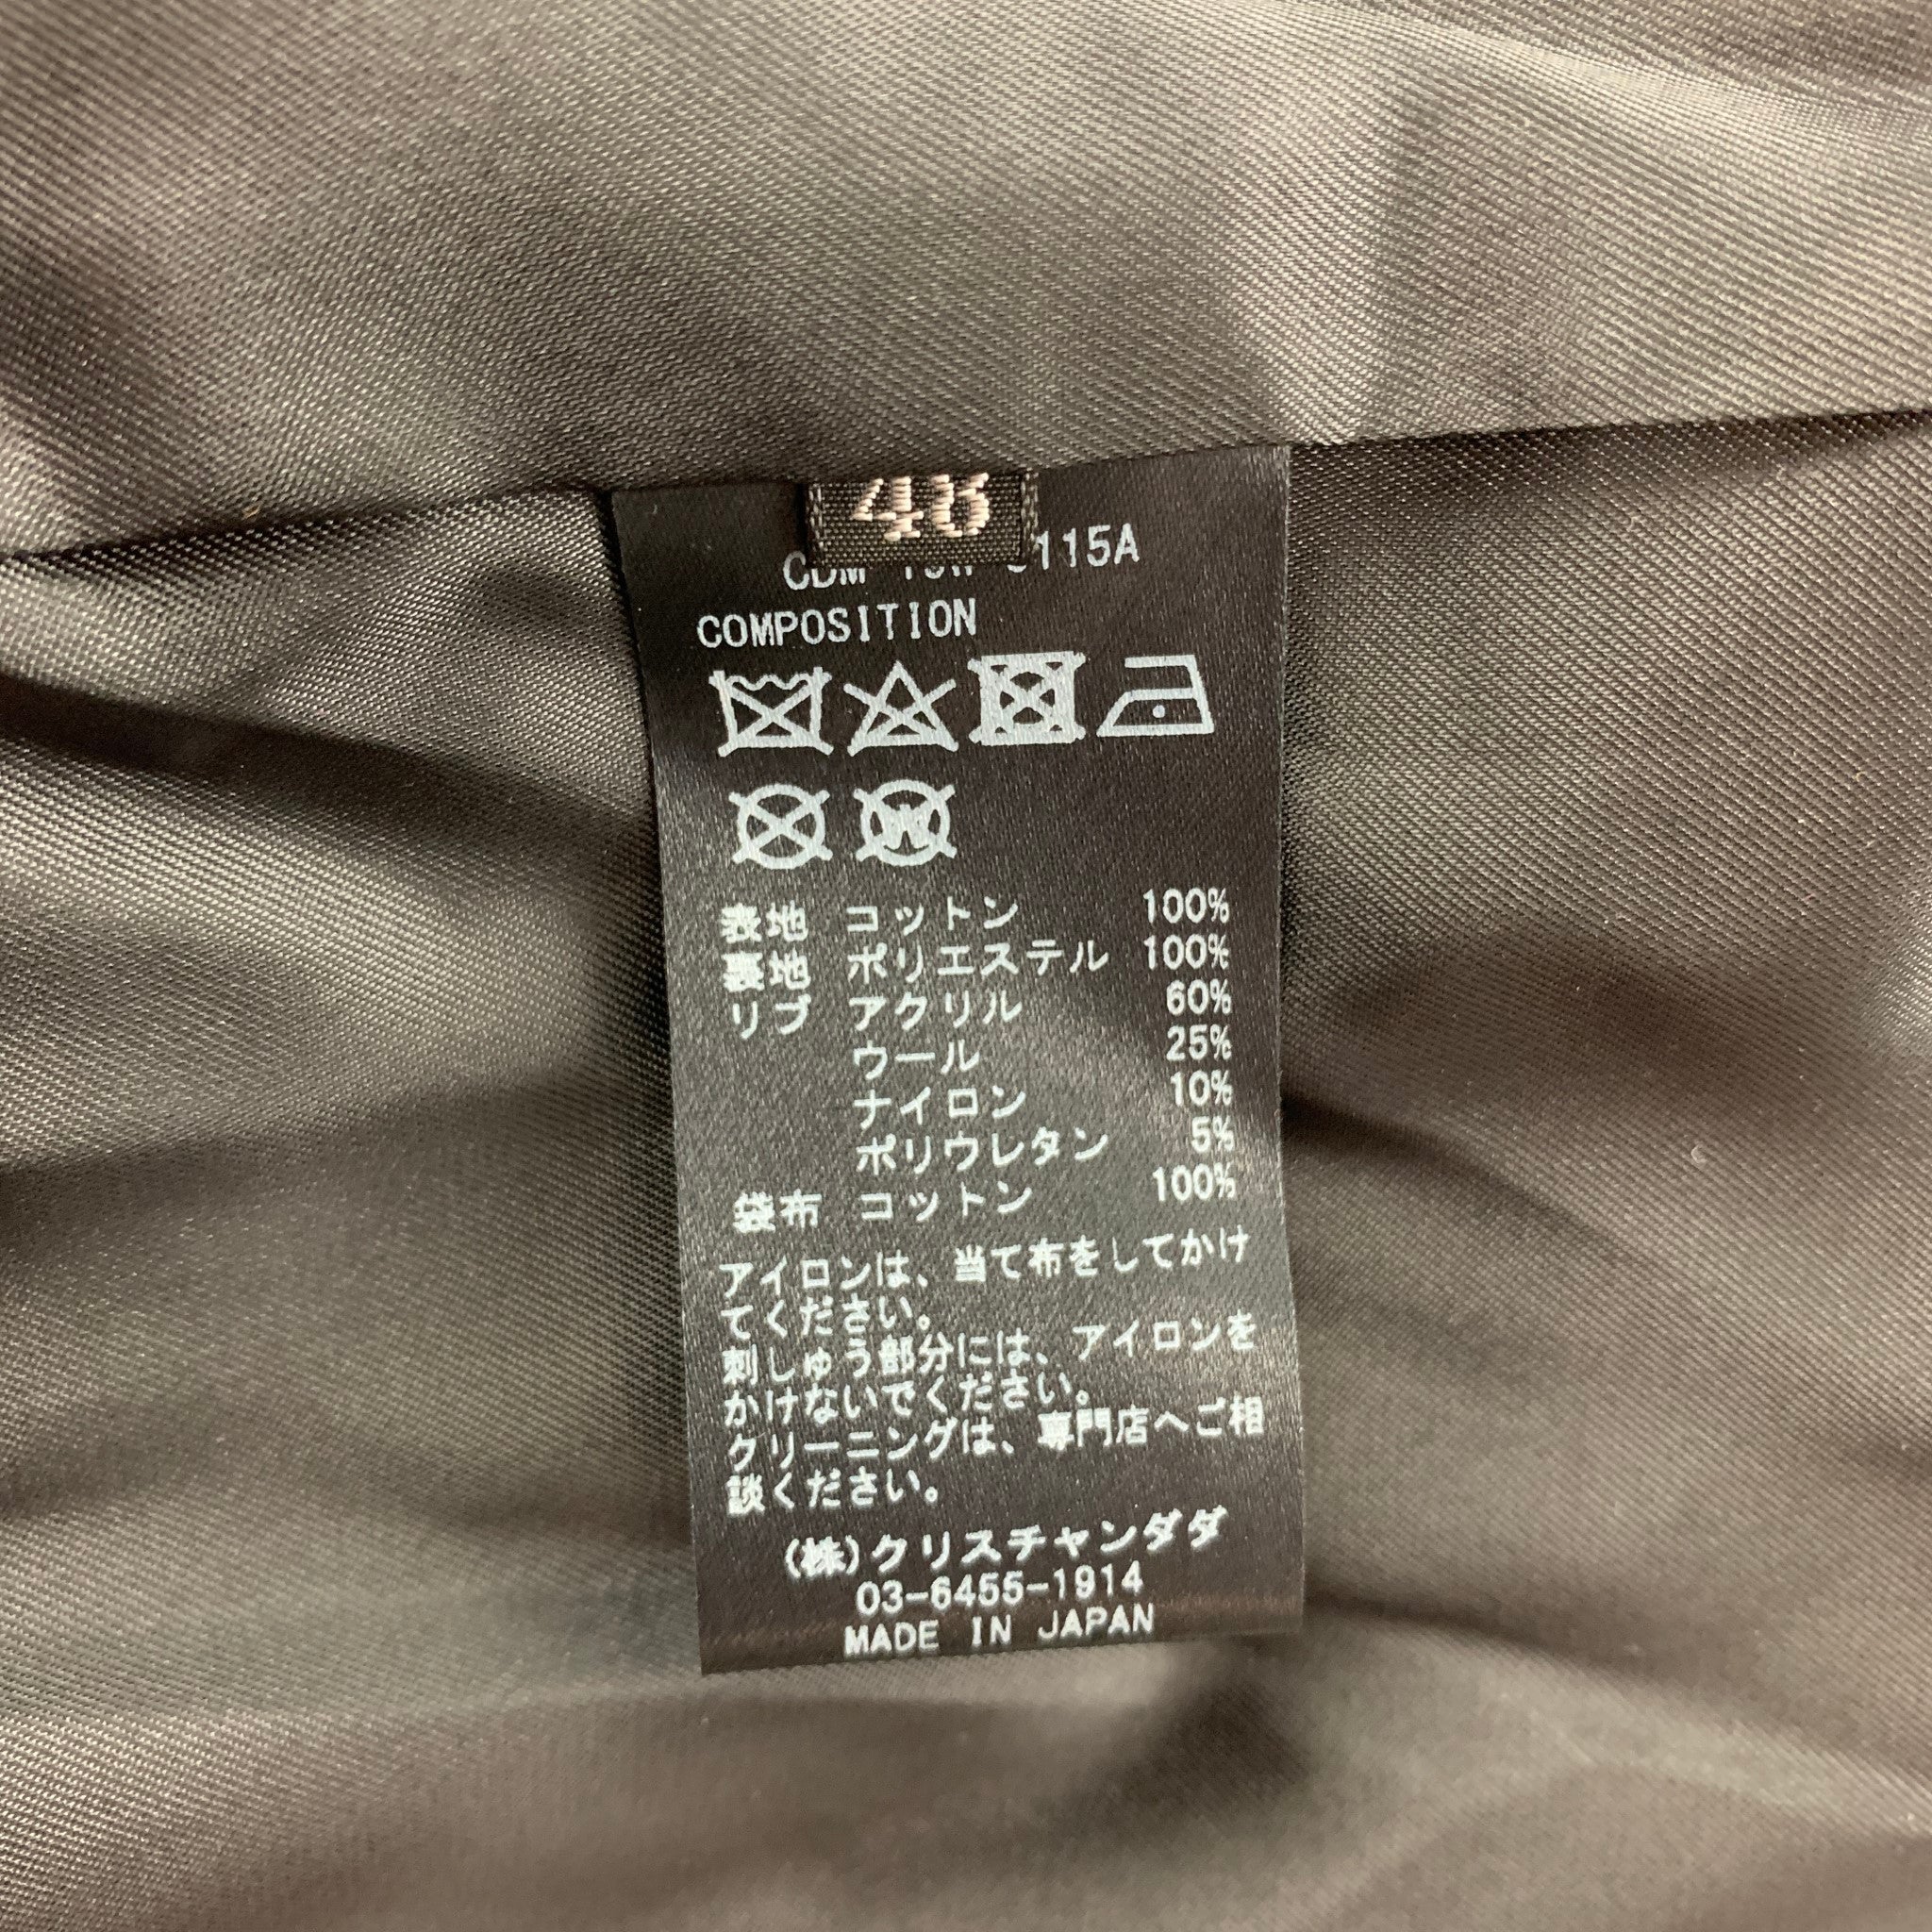 48
115A
COMPOSITION
W
表地 コットン 100%
裏地 ポリエステル 100%
リブ アクリル 60%
ウール 25%
ナイロン 10%
ポリウレタン 5%
袋布 コットン 100%
アイロンは、当て布をしてかけ
てください。
刺しゅう部分には、アイロンを
かけないでください。
クリーニングは、専門店へご相
談ください。
(株)クリスチャンダダ
03-6455-1914
MADE IN JAPAN